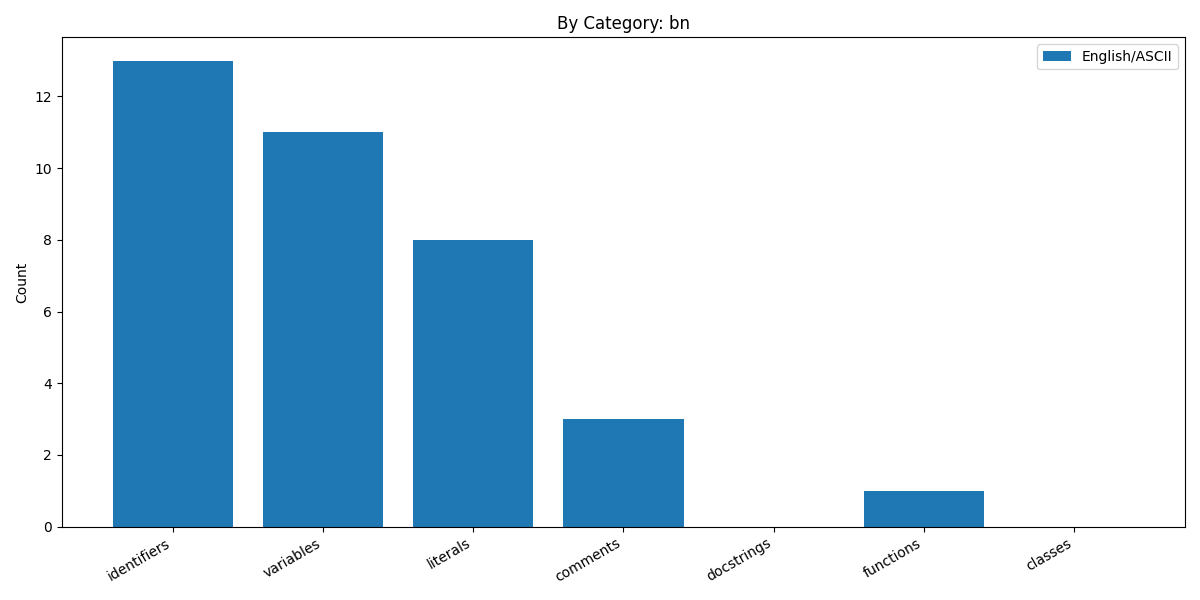 By Category: bn
English/ASCII
Count
12
10
8
6
4
2
0
identifiers
variables
literals
comments
docstrings
functions
classes